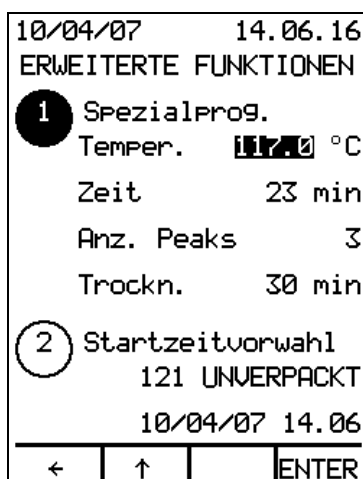 10/04/07 14.06.16
ERWEITERTE FUNKTIONEN
1 Spezialprog.
Temper. 117.0 °C
Zeit 23 min
Anz. Peaks 3
Trockn. 30 min
2 Startzeitvorwahl
121 UNVERPACKT
10/04/07 14.06
← ↑ ENTER